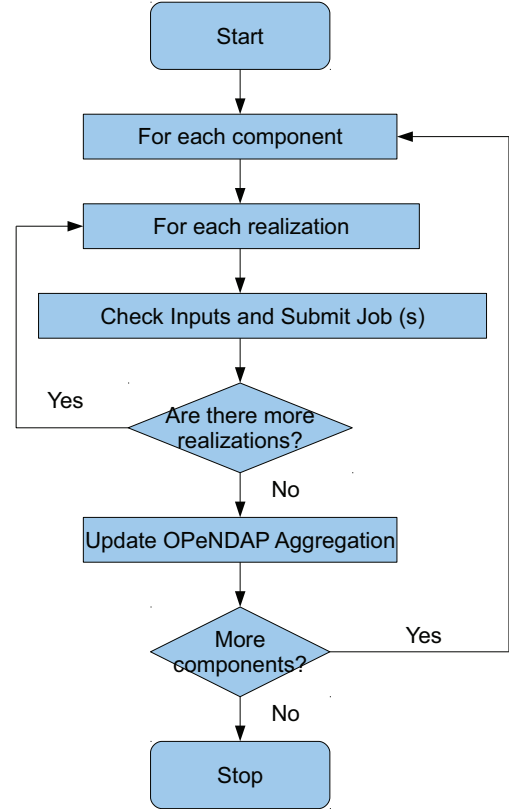 Start
For each component
For each realization
Check Inputs and Submit Job (s)
Yes
Are there more
realizations?
No
Update OPeNDAP Aggregation
More
components?
Yes
No
Stop